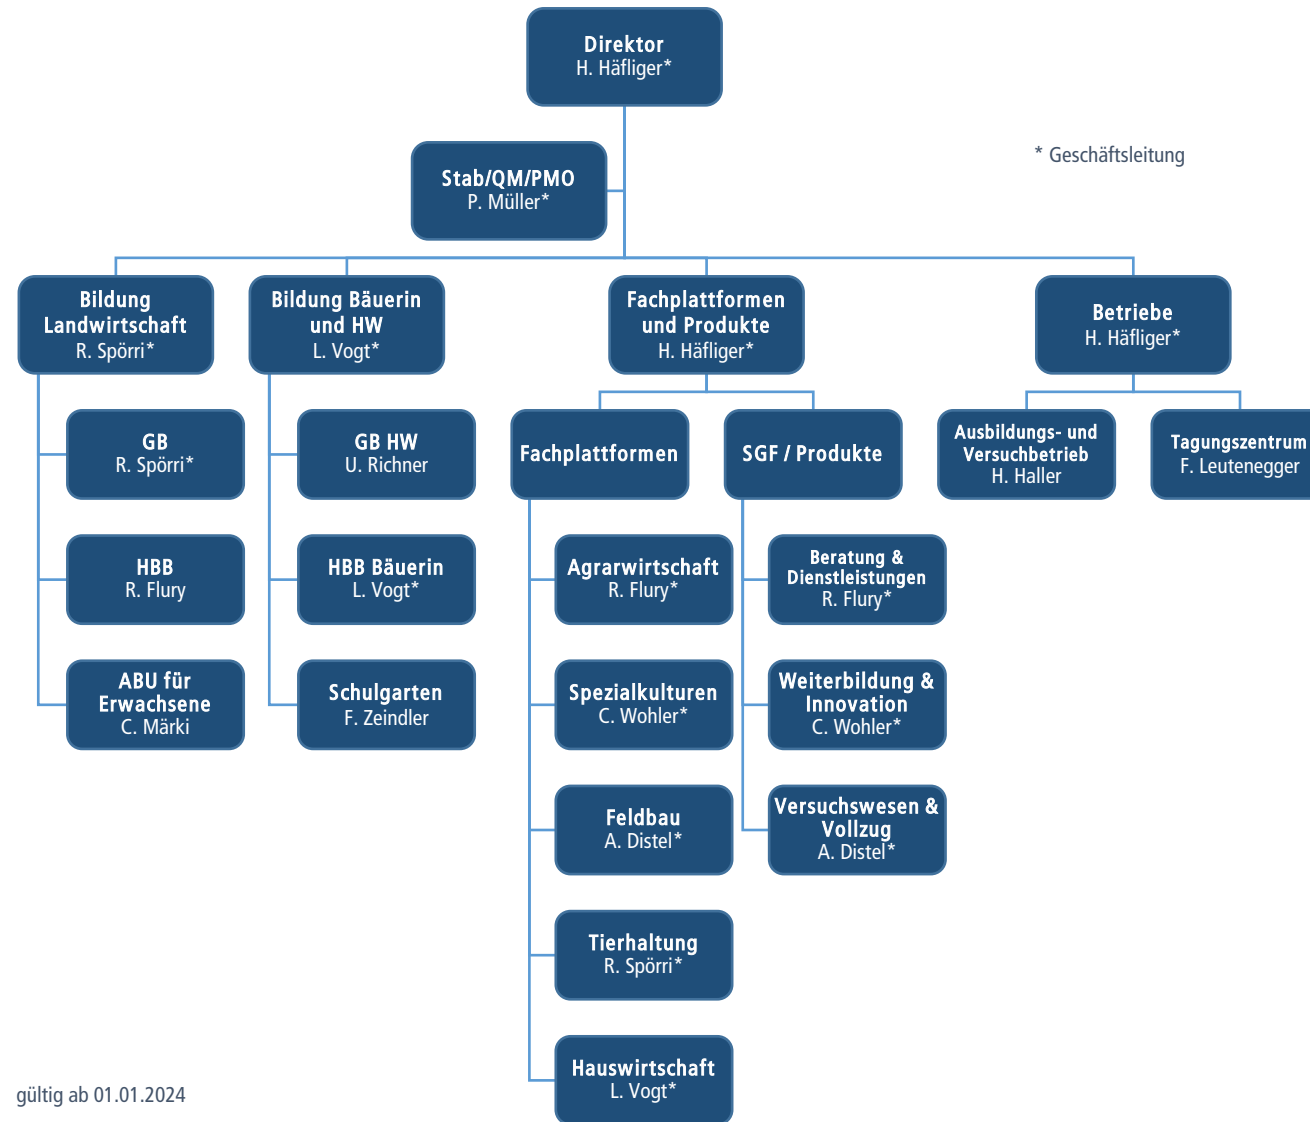 Direktor
H. Häfliger*
* Geschäftsleitung
Stab/QM/PMO
P. Müller*
Bildung
Landwirtschaft
R. Spörri*
Bildung Bäuerin
und HW
L. Vogt*
Fachplattformen
und Produkte
H. Häfliger*
Betriebe
H. Häfliger*
GB
R. Spörri*
HBB
R. Flury
ABU für
Erwachsene
C. Märki
GB HW
U. Richner
HBB Bäuerin
L. Vogt*
Schulgarten
F. Zeindler
Fachplattformen
Agrarwirtschaft
R. Flury*
Spezialkulturen
C. Wohler*
Feldbau
A. Distel*
Tierhaltung
R. Spörri*
Hauswirtschaft
L. Vogt*
SGF / Produkte
Beratung &
Dienstleistungen
R. Flury*
Weiterbildung &
Innovation
C. Wohler*
Versuchswesen &
Vollzug
A. Distel*
Ausbildungs- und
Versuchbetrieb
H. Haller
Tagungszentrum
F. Leutenegger
gültig ab 01.01.2024